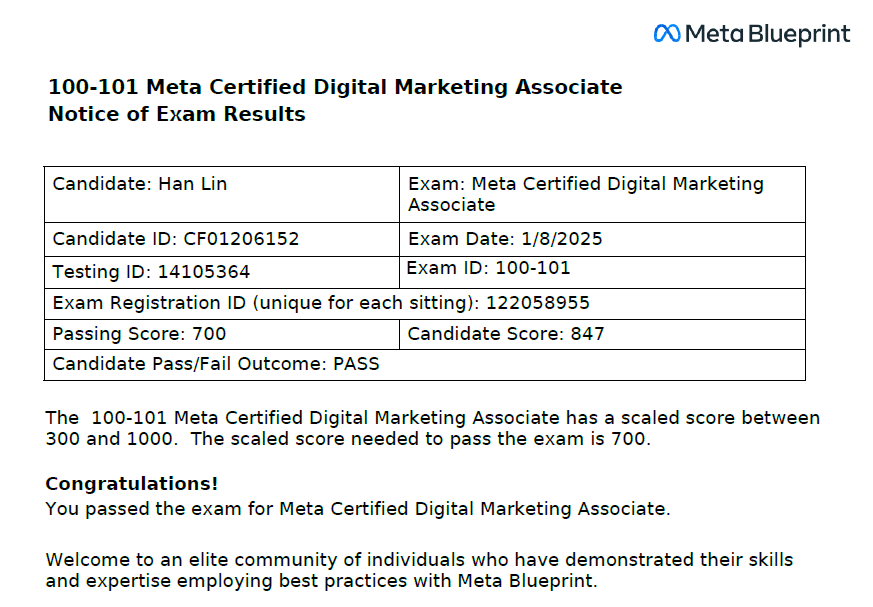 Meta Blueprint
100-101 Meta Certified Digital Marketing Associate
Notice of Exam Results
Candidate: Han Lin
Exam: Meta Certified Digital Marketing
Associate
Candidate ID: CF01206152
Exam Date: 1/8/2025
Testing ID: 14105364
Exam ID: 100-101
Exam Registration ID (unique for each sitting): 122058955
Passing Score: 700
Candidate Score: 847
Candidate Pass/Fail Outcome: PASS
The  100-101 Meta Certified Digital Marketing Associate has a scaled score between
300 and 1000.  The scaled score needed to pass the exam is 700.
Congratulations!
You passed the exam for Meta Certified Digital Marketing Associate.
Welcome to an elite community of individuals who have demonstrated their skills
and expertise employing best practices with Meta Blueprint.